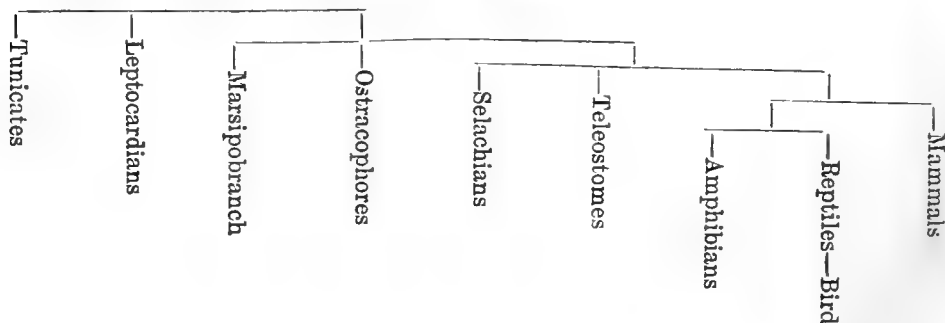 Tunicates
Leptocardians
Marsipobranch
Ostracophores
Selachians
Teleostomes
Amphibians
Reptiles—Bird
Mammals